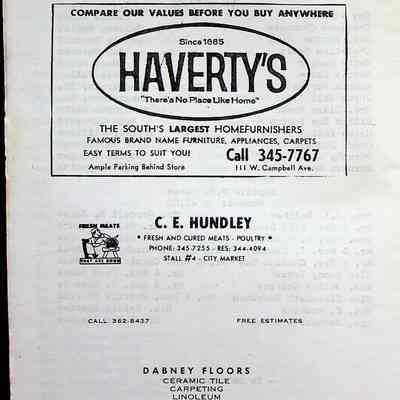 COMPARE OUR VALUES BEFORE YOU BUY ANYWHERE
Since 1885
HAVERTY'S
"There's No Place Like Home"
THE SOUTH'S LARGEST HOMEFURNISHERS
FAMOUS BRAND NAME FURNITURE, APPLIANCES, CARPETS
EASY TERMS TO SUIT YOU! Call 345-7767
Ample Parking Behind Store 111 W. Campbell Ave.
FRESH MEATS
THAT ARE GOOD
C. E. HUNDLEY
* FRESH AND CURED MEATS - POULTRY *
PHONE: 345-7255 - RES: 344-4094
STALL #4 - CITY MARKET
CALL 362-8437 FREE ESTIMATES
DABNEY FLOORS
CERAMIC TILE
CARPETING
LINOLEUM